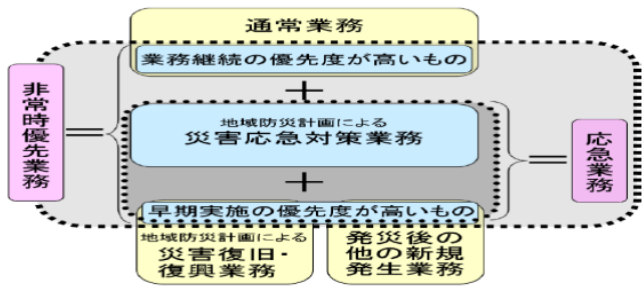 通常業務
業務継続の優先度が高いもの
+
非常時優先業務
=
地域防災計画による
災害応急対策業務
=
応急業務
+
早期実施の優先度が高いもの
地域防災計画による
災害復旧・
復興業務
発災後の
他の新規
発生業務